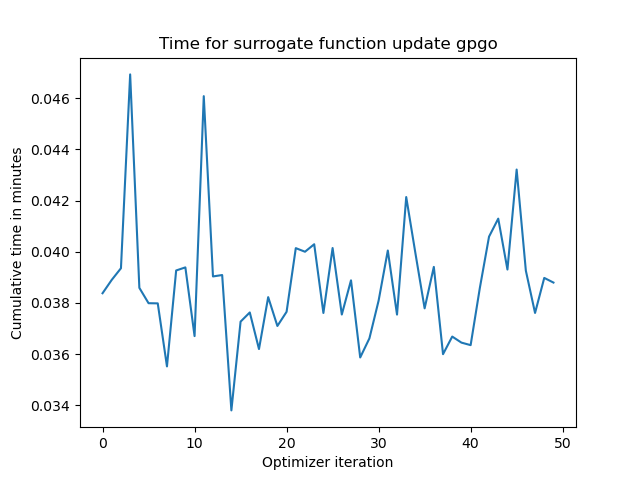 Time for surrogate function update gpgo
Cumulative time in minutes
0.046
0.044
0.042
0.040
0.038
0.036
0.034
0 10 20 30 40 50
Optimizer iteration